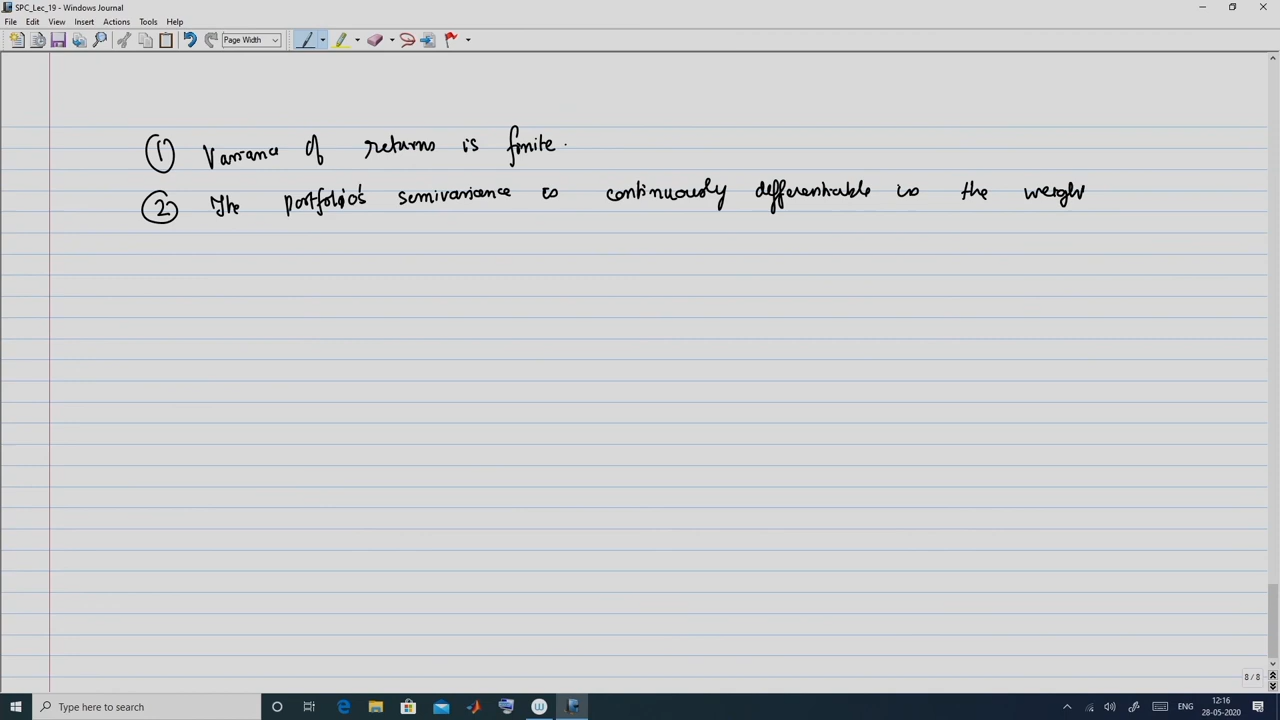 SPC_Lec_19 - Windows Journal
File Edit View Insert Actions Tools Help
Page Width
① Variance of returns is finite.
② The portfolio's semivariance is continuously differentiable is the weight
8 / 8
Type here to search
ENG
12:16
28-05-2020